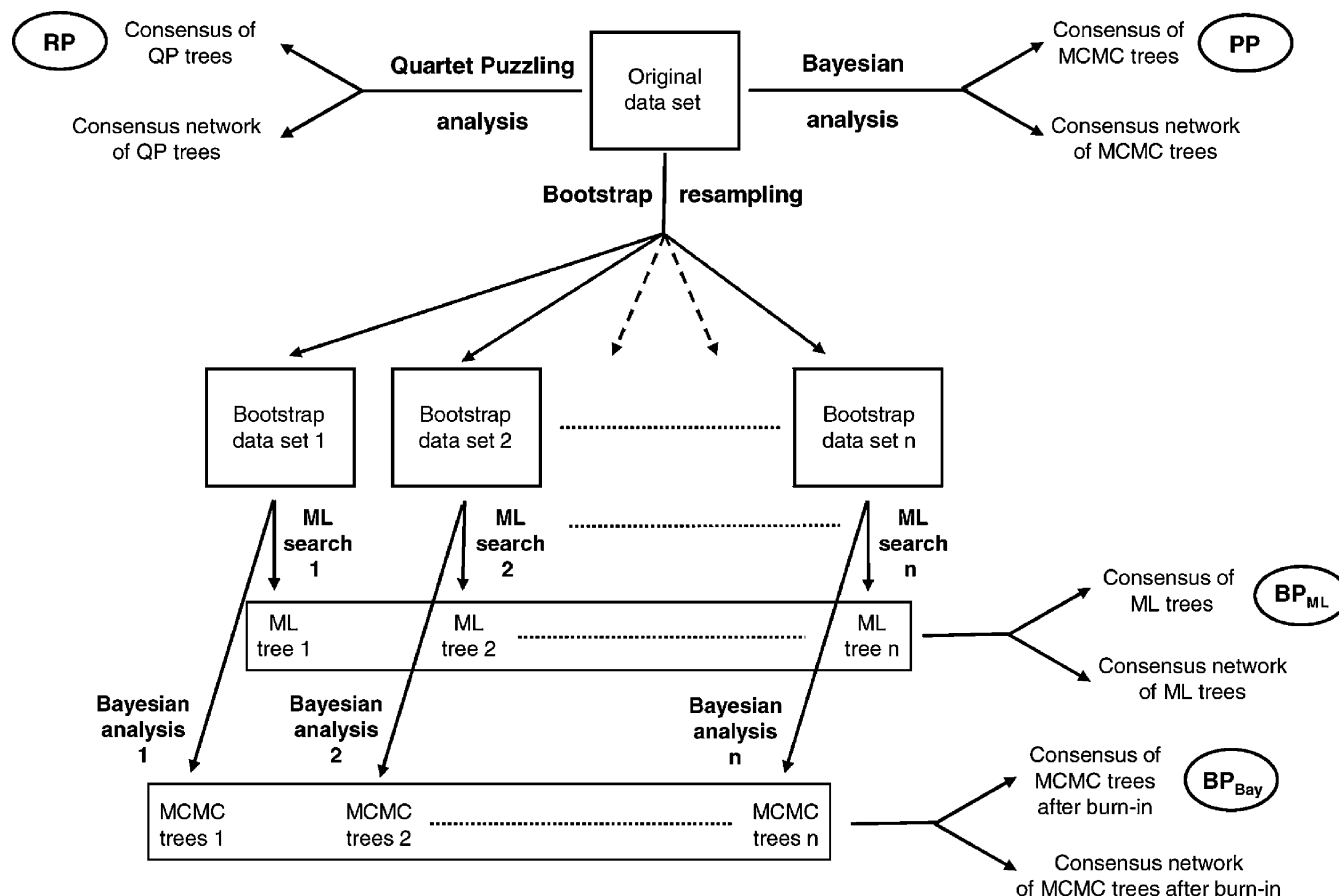 RP
Consensus of
QP trees
Consensus network
of QP trees
Quartet Puzzling
analysis
Original
data set
Bayesian
analysis
Consensus of
MCMC trees
PP
Consensus network
of MCMC trees
Bootstrap resampling
Bootstrap
data set 1
Bootstrap
data set 2
Bootstrap
data set n
ML
search
1
ML
search
2
ML
search
n
ML
tree 1
ML
tree 2
ML
tree n
Consensus of
ML trees
BP ML
Consensus network
of ML trees
Bayesian
analysis
1
Bayesian
analysis
2
Bayesian
analysis
n
MCMC
trees 1
MCMC
trees 2
MCMC
trees n
Consensus of
MCMC trees
after burn-in
BP Bay
Consensus network
of MCMC trees after burn-in